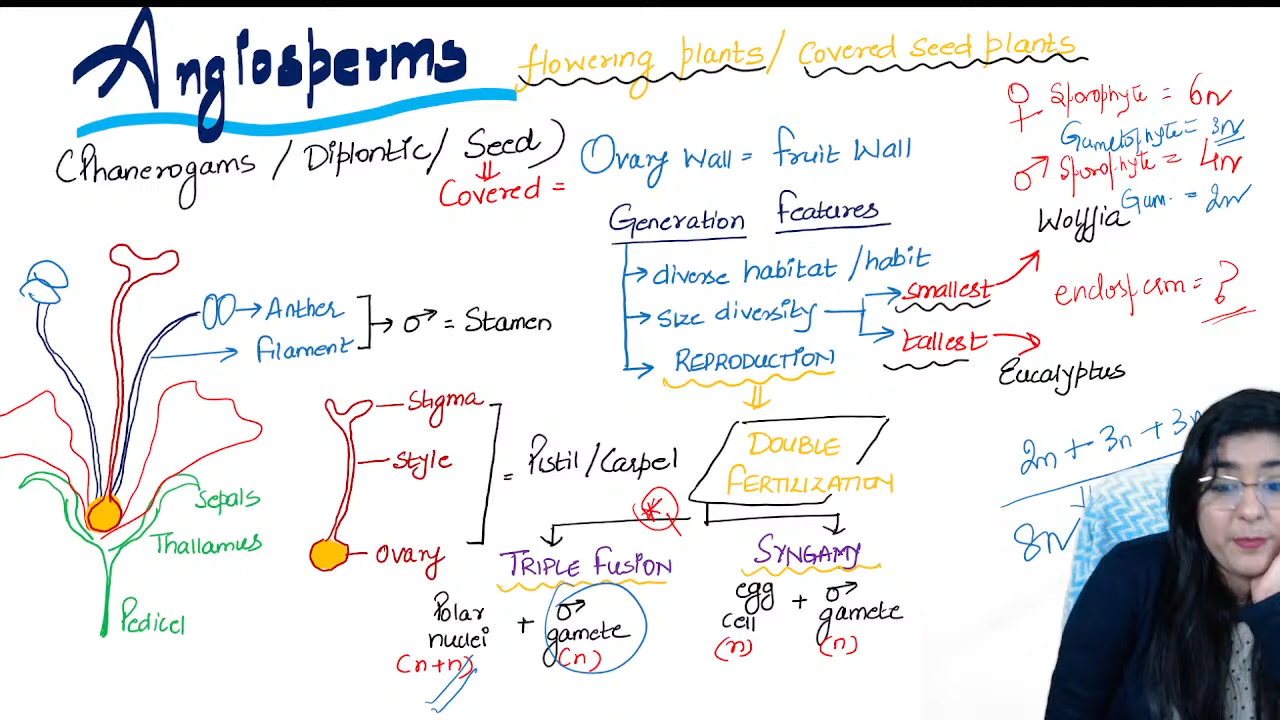 Angiosperms
flowering plants / Covered seed plants
(Phanerogams / Diplontic / Seed)
Covered =
Ovary Wall = fruit Wall
♀ Sporophyte = 6n
Gametophyte = 3n
♂ Sporophyte = 4n
Gam. = 2n
Generation features
diverse habitat / habit
size diversity
smallest
Wolffia
tallest
Eucalyptus
REPRODUCTION
endosperm = ?
Anther
filament
♂ = Stamen
Stigma
Style
Ovary
= Pistil / Carpel
Sepals
Thallamus
Pedicel
DOUBLE
FERTILIZATION
*
TRIPLE FUSION
Polar
nuclei
(n+n)
+
♂
gamete
(n)
SYNGAMY
egg
cell
(n)
+
♂
gamete
(n)
2n + 3n + 3n
8n